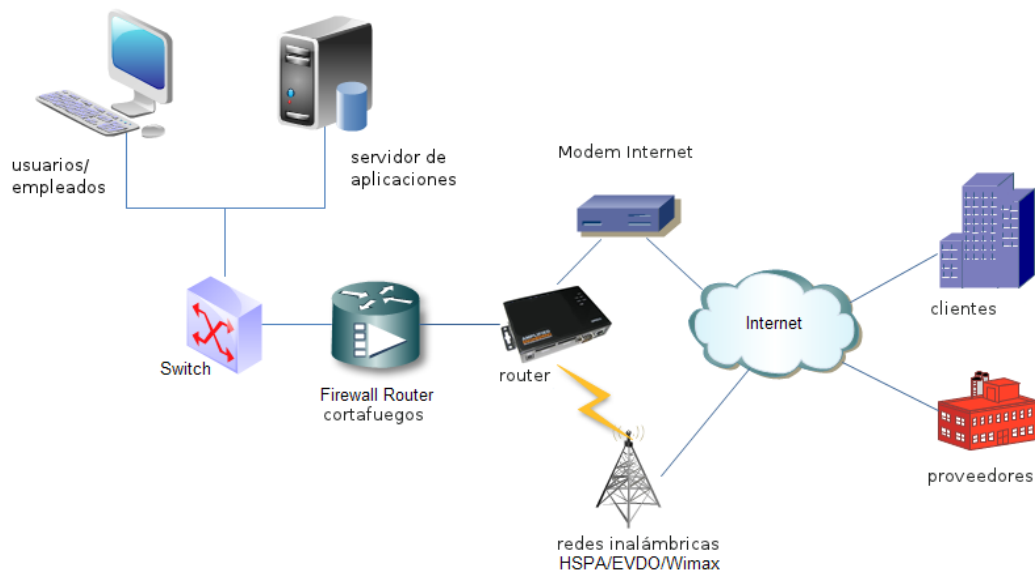 usuarios/
empleados
servidor de
aplicaciones
Modem Internet
Switch
Firewall Router
cortafuegos
router
Internet
clientes
proveedores
redes inalámbricas
HSPA/EVDO/Wimax